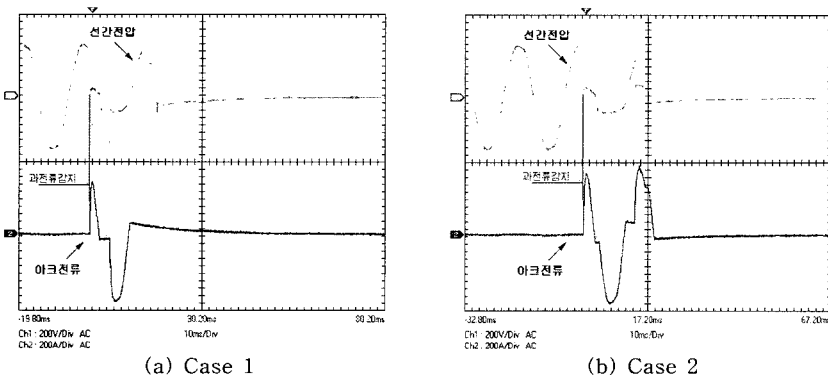 선간전압
과전류감지
아크전류
-19.80ms
30.20ms
80.20ms
Ch1 : 200V/Div AC
Ch2 : 200A/Div AC
10ms/Div
(a) Case 1
선간전압
과전류감지
아크전류
-32.80ms
17.20ms
67.20ms
Ch1 : 200V/Div AC
Ch2 : 200A/Div AC
10ms/Div
(b) Case 2